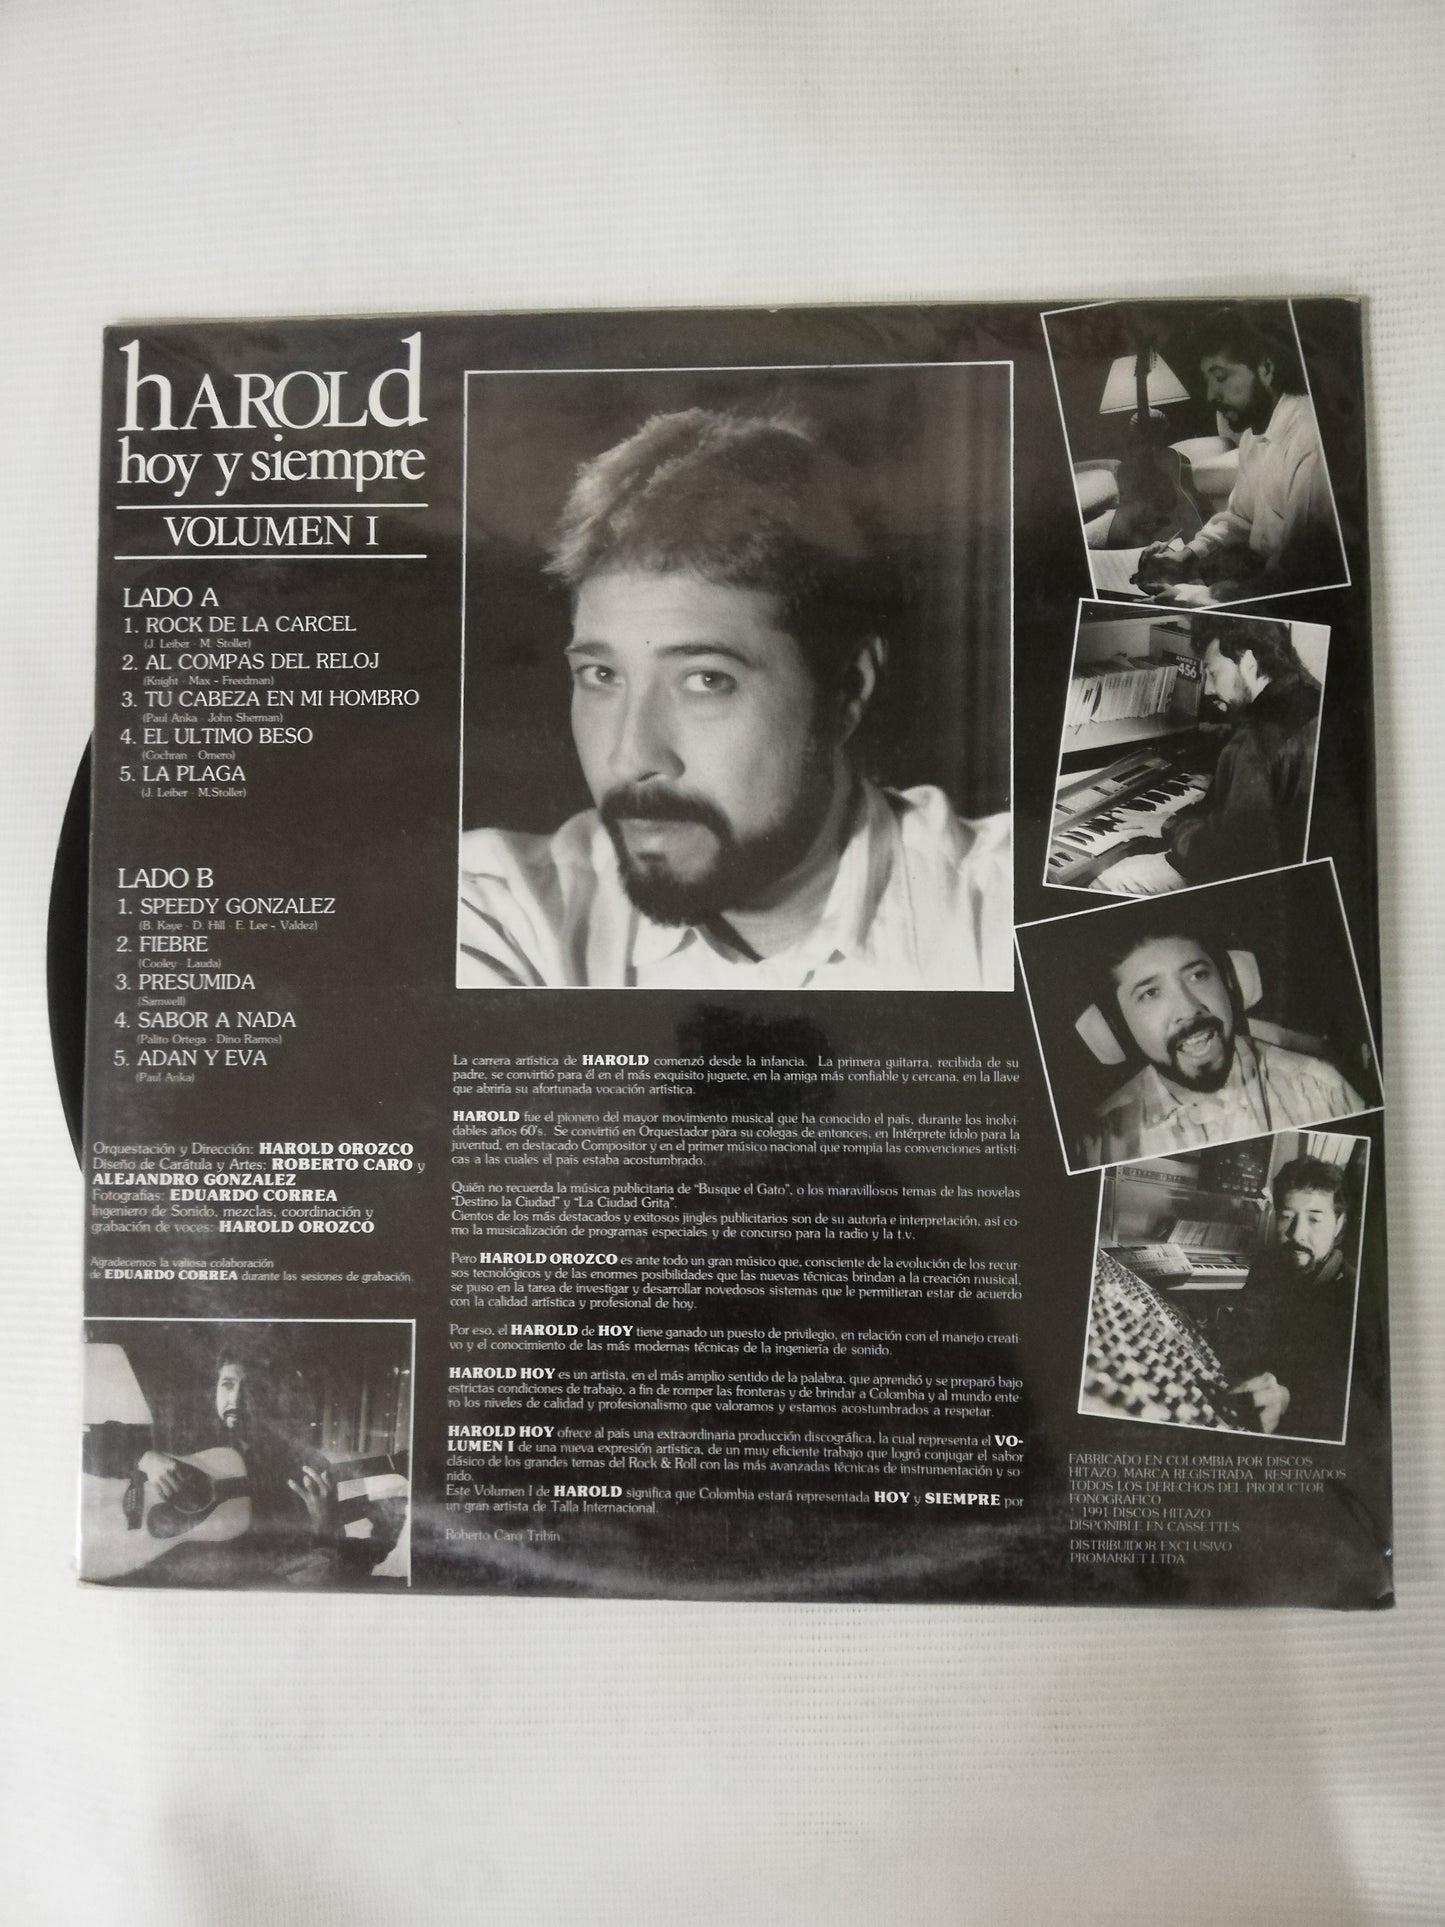 hAROLd
hoy y siempre
VOLUMEN I
LADO A
1. ROCK DE LA CARCEL
(J. Leiber - M. Stoller)
2. AL COMPAS DEL RELOJ
(Knight - Max - Freedman)
3. TU CABEZA EN MI HOMBRO
(Paul Anka - John Sherman)
4. EL ULTIMO BESO
(Cochran - Omero)
5. LA PLAGA
(J. Leiber - M.Stoller)
LADO B
1. SPEEDY GONZALEZ
(B. Kaye - D. Hill - E. Lee - Valdez)
2. FIEBRE
(Cooley - Lauda)
3. PRESUMIDA
(Samwell)
4. SABOR A NADA
(Palito Ortega - Dino Ramos)
5. ADAN Y EVA
(Paul Anka)
Orquestación y Dirección: HAROLD OROZCO
Diseño de Carátula y Artes: ROBERTO CARO y
ALEJANDRO GONZALEZ
Fotografías: EDUARDO CORREA
Ingeniero de Sonido, mezclas, coordinación y
grabación de voces: HAROLD OROZCO
Agradecemos la valiosa colaboración
de EDUARDO CORREA durante las sesiones de grabación.
La carrera artística de HAROLD comenzó desde la infancia. La primera guitarra, recibida de su
padre, se convirtió para él en el más exquisito juguete, en la amiga más confiable y cercana, en la llave
que abriría su afortunada vocación artística.
HAROLD fue el pionero del mayor movimiento musical que ha conocido el país, durante los inolvi-
dables años 60's. Se convirtió en Orquestador para su colegas de entonces, en Intérprete ídolo para la
juventud, en destacado Compositor y en el primer músico nacional que rompía las convenciones artísti-
cas a las cuales el país estaba acostumbrado.
Quién no recuerda la música publicitaria de "Busque el Gato", o los maravillosos temas de las novelas
"Destino la Ciudad" y "La Ciudad Grita".
Cientos de los más destacados y exitosos jingles publicitarios son de su autoría e interpretación, así co-
mo la musicalización de programas especiales y de concurso para la radio y la t.v.
Pero HAROLD OROZCO es ante todo un gran músico que, consciente de la evolución de los recur-
sos tecnológicos y de las enormes posibilidades que las nuevas técnicas brindan a la creación musical,
se puso en la tarea de investigar y desarrollar novedosos sistemas que le permitieran estar de acuerdo
con la calidad artística y profesional de hoy.
Por eso, el HAROLD de HOY tiene ganado un puesto de privilegio, en relación con el manejo creati-
vo y el conocimiento de las más modernas técnicas de la ingeniería de sonido.
HAROLD HOY es un artista, en el más amplio sentido de la palabra, que aprendió y se preparó bajo
estrictas condiciones de trabajo, a fin de romper las fronteras y de brindar a Colombia y al mundo ente-
ro los niveles de calidad y profesionalismo que valoramos y estamos acostumbrados a respetar.
HAROLD HOY ofrece al país una extraordinaria producción discográfica, la cual representa el VO-
LUMEN I de una nueva expresión artística, de un muy eficiente trabajo que logró conjugar el sabor
clásico de los grandes temas del Rock & Roll con las más avanzadas técnicas de instrumentación y so-
nido.
Este Volumen I de HAROLD significa que Colombia estará representada HOY y SIEMPRE por
un gran artista de Talla Internacional.
Roberto Caro Tribín
AMPEX
456
FABRICADO EN COLOMBIA POR DISCOS
HITAZO, MARCA REGISTRADA. RESERVADOS
TODOS LOS DERECHOS DEL PRODUCTOR
FONOGRAFICO
1991 DISCOS HITAZO
DISPONIBLE EN CASSETTES
DISTRIBUIDOR EXCLUSIVO
PROMARKET LTDA